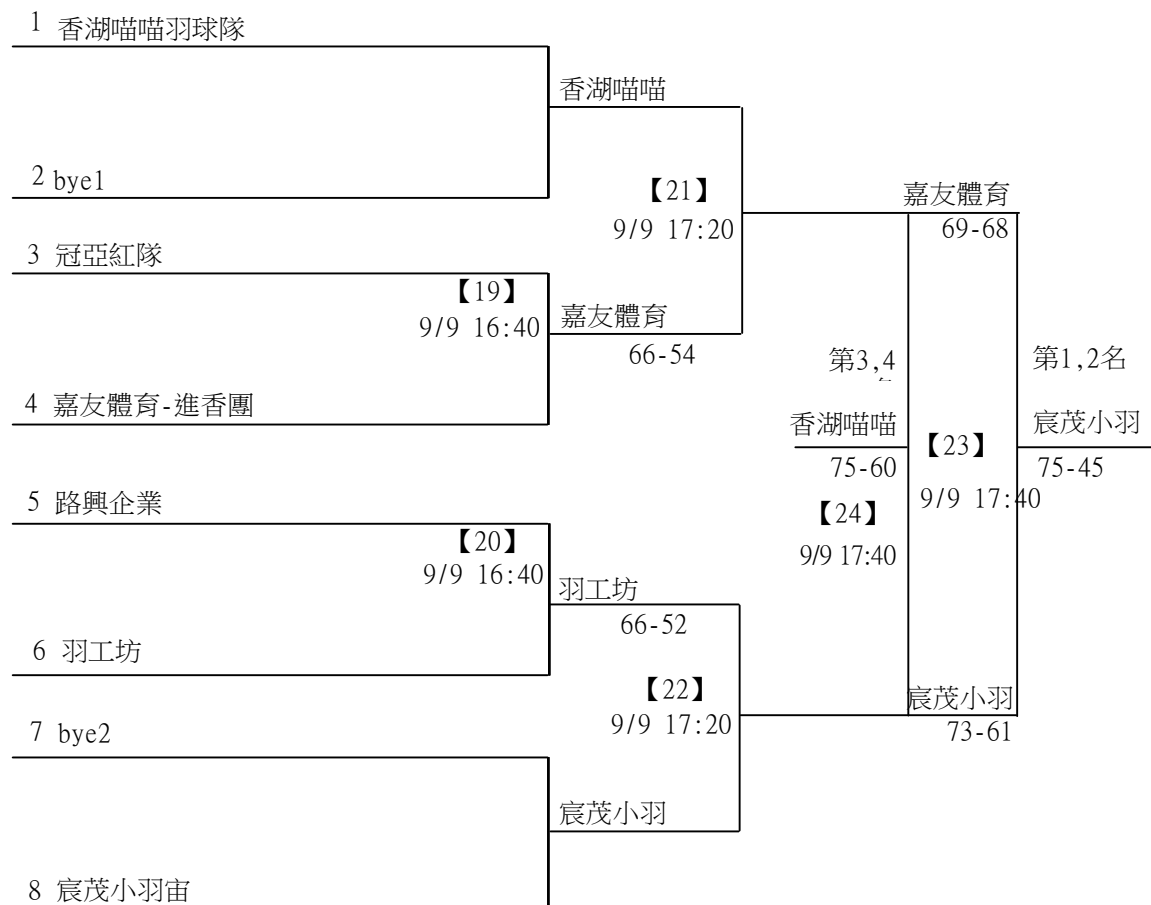 1 香湖喵喵羽球隊
香湖喵喵
2 bye1
【21】
9/9 17:20
嘉友體育
69-68
3 冠亞紅隊
【19】
9/9 16:40
嘉友體育
66-54
第3,4
第1,2名
4 嘉友體育-進香團
香湖喵喵
75-60
【23】
9/9 17:40
宸茂小羽
75-45
5 路興企業
【24】
9/9 17:40
【20】
9/9 16:40
羽工坊
66-52
6 羽工坊
【22】
9/9 17:20
宸茂小羽
73-61
7 bye2
宸茂小羽
8 宸茂小羽宙